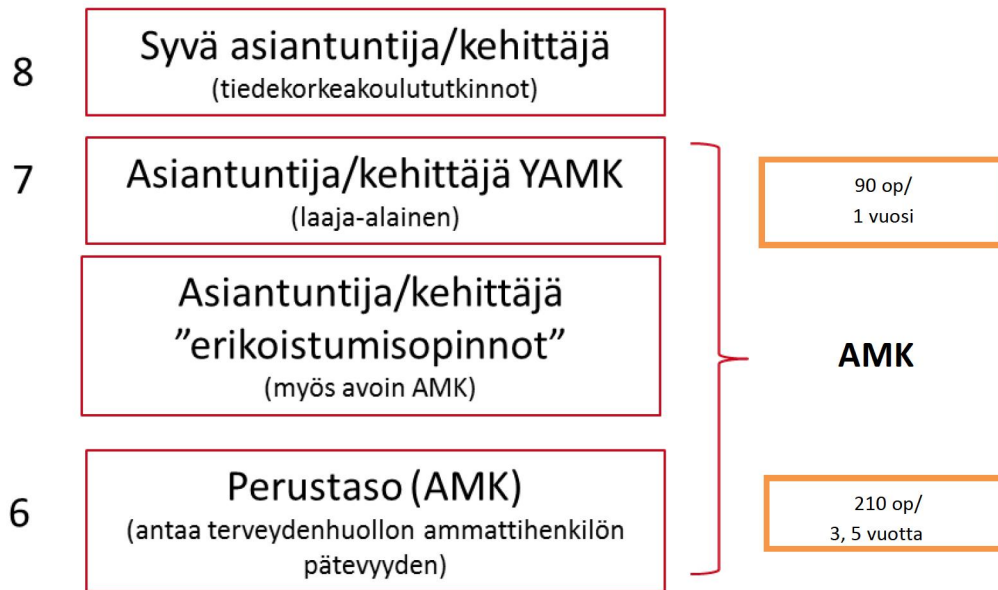 8
Syvä asiantuntija/kehittäjä
(tiedekorkeakoulututkinnot)
7
Asiantuntija/kehittäjä YAMK
(laaja-alainen)
90 op/
1 vuosi
Asiantuntija/kehittäjä
”erikoistumisopinnot”
(myös avoin AMK)
AMK
6
Perustaso (AMK)
(antaa terveydenhuollon ammattihenkilön
pätevyyden)
210 op/
3, 5 vuotta